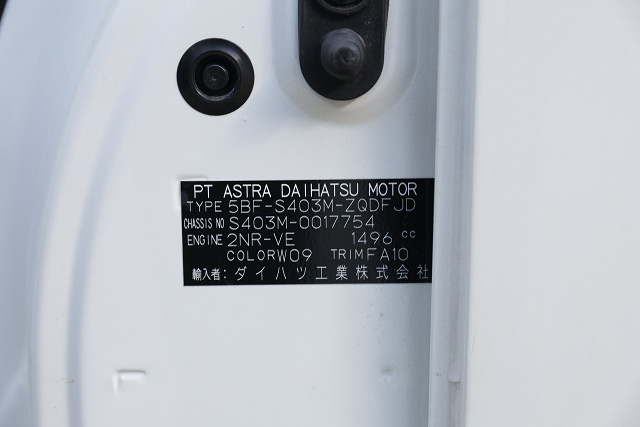 PT ASTRA DAIHATSU MOTOR
TYPE 5BF-S403M-ZQDFJD
CHASSIS NO S403M-0017754
ENGINE 2NR-VE 1496 cc
COLOR W09 TRIM FA10
輸入者:ダイハツ工業株式会社